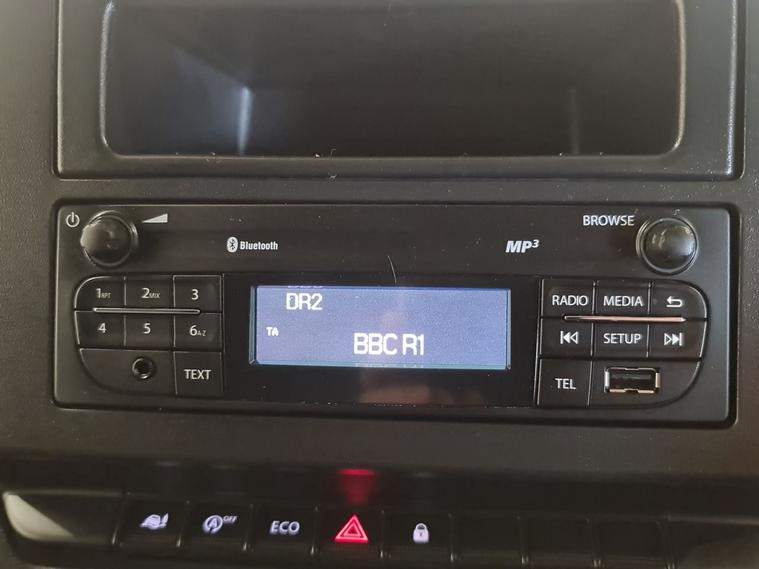 BROWSE
Bluetooth
MP3
1RPT 2MIX 3
4 5 6A-Z
TEXT
DR2
TA
BBC R1
RADIO MEDIA
SETUP
TEL
A OFF
ECO